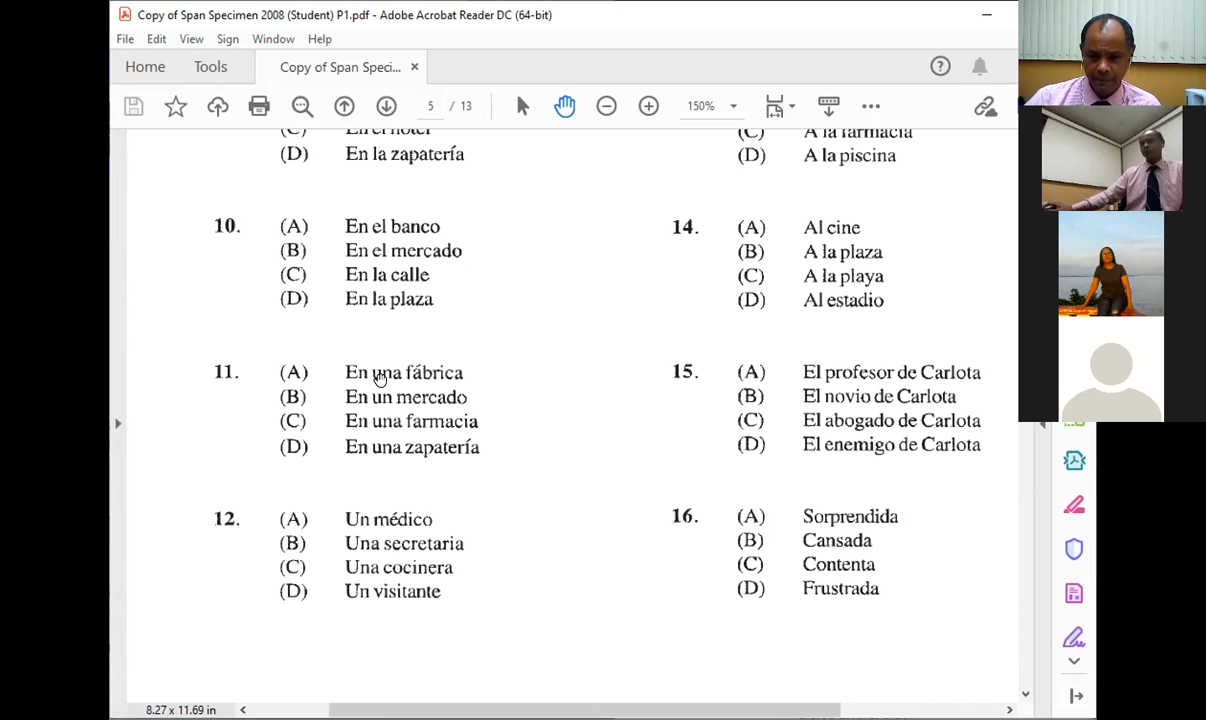 Copy of Span Specimen 2008 (Student) P1.pdf - Adobe Acrobat Reader DC (64-bit)
File Edit View Sign Window Help
Home Tools Copy of Span Speci... ×
5 / 13 150%
(C) En el hotel
(D) En la zapatería
10. (A) En el banco
(B) En el mercado
(C) En la calle
(D) En la plaza
11. (A) En una fábrica
(B) En un mercado
(C) En una farmacia
(D) En una zapatería
12. (A) Un médico
(B) Una secretaria
(C) Una cocinera
(D) Un visitante
(C) A la farmacia
(D) A la piscina
14. (A) Al cine
(B) A la plaza
(C) A la playa
(D) Al estadio
15. (A) El profesor de Carlota
(B) El novio de Carlota
(C) El abogado de Carlota
(D) El enemigo de Carlota
16. (A) Sorprendida
(B) Cansada
(C) Contenta
(D) Frustrada
8.27 x 11.69 in